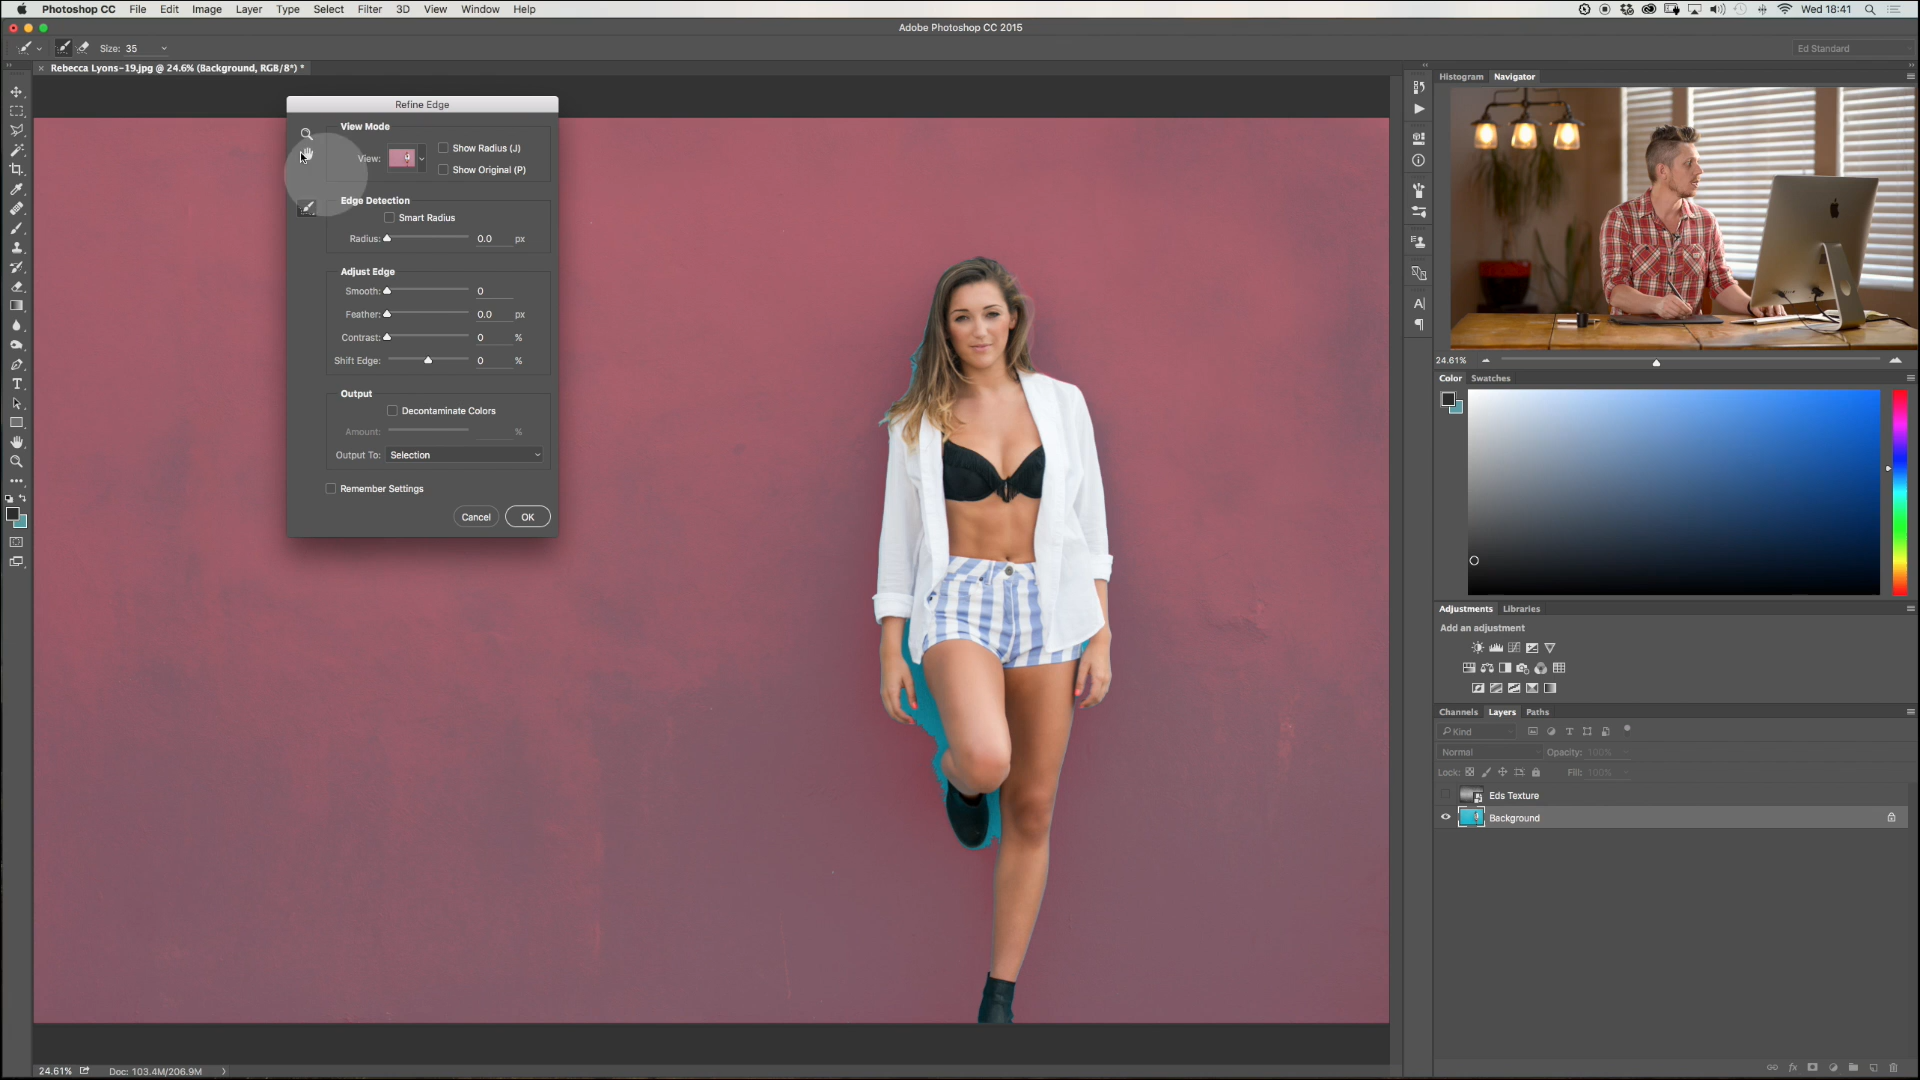 Photoshop CC File Edit Image Layer Type Select Filter 3D View Window Help
Wed 18:41
Adobe Photoshop CC 2015
Size: 35
Ed Standard
Rebecca Lyons-19.jpg @ 24.6% (Background, RGB/8*) *
Refine Edge
View Mode
View:
Show Radius (J)
Show Original (P)
Edge Detection
Smart Radius
Radius: 0.0 px
Adjust Edge
Smooth: 0
Feather: 0.0 px
Contrast: 0 %
Shift Edge: 0 %
Output
Decontaminate Colors
Amount: %
Output To: Selection
Remember Settings
Cancel OK
Histogram Navigator
24.61%
Color Swatches
Adjustments Libraries
Add an adjustment
Channels Layers Paths
Kind
Normal Opacity: 100%
Lock: Fill: 100%
Eds Texture
Background
24.61% Doc: 103.4M/206.9M